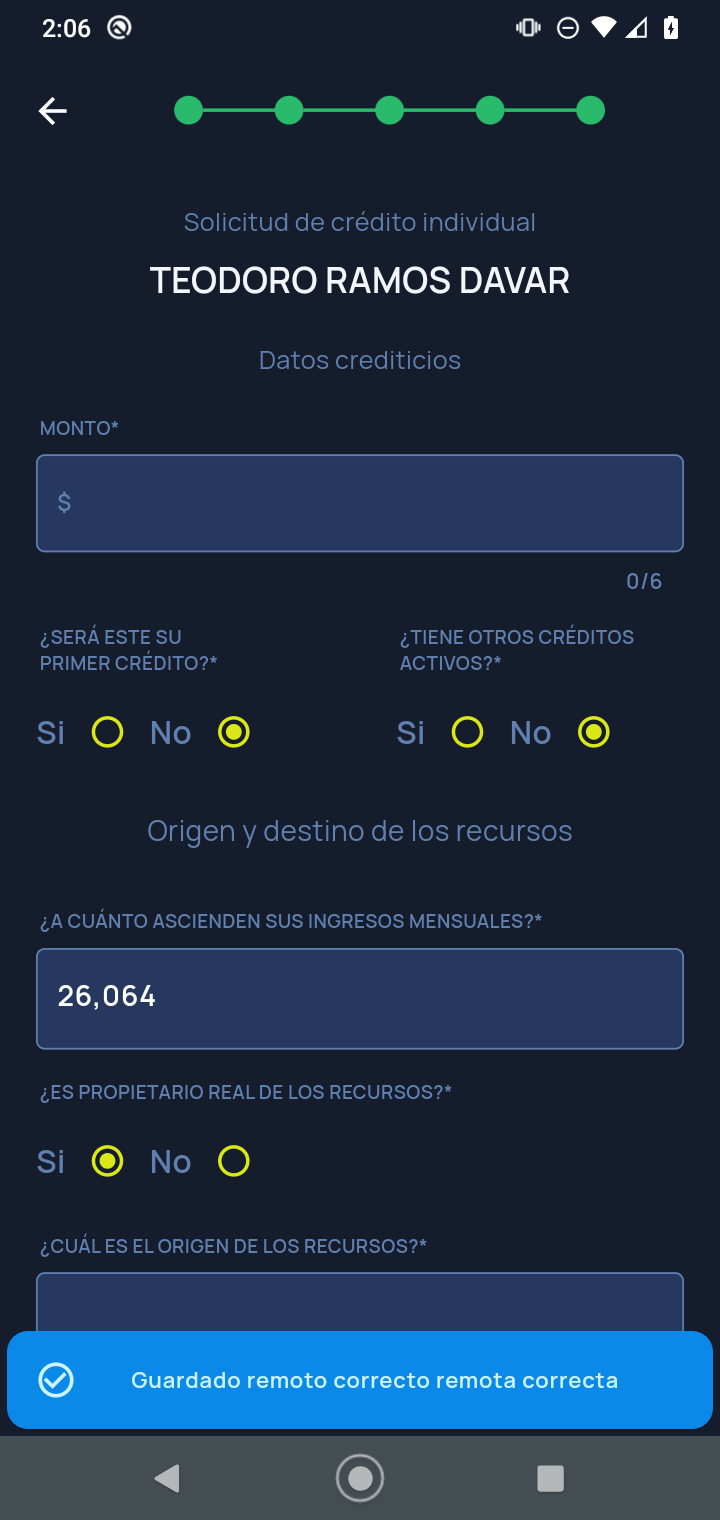 2:06
Solicitud de crédito individual
TEODORO RAMOS DAVAR
Datos crediticios
MONTO*
$
0/6
¿SERÁ ESTE SU
PRIMER CRÉDITO?*
¿TIENE OTROS CRÉDITOS
ACTIVOS?*
Si No Si No
Origen y destino de los recursos
¿A CUÁNTO ASCIENDEN SUS INGRESOS MENSUALES?*
26,064
¿ES PROPIETARIO REAL DE LOS RECURSOS?*
Si No
¿CUÁL ES EL ORIGEN DE LOS RECURSOS?*
Guardado remoto correcto remota correcta